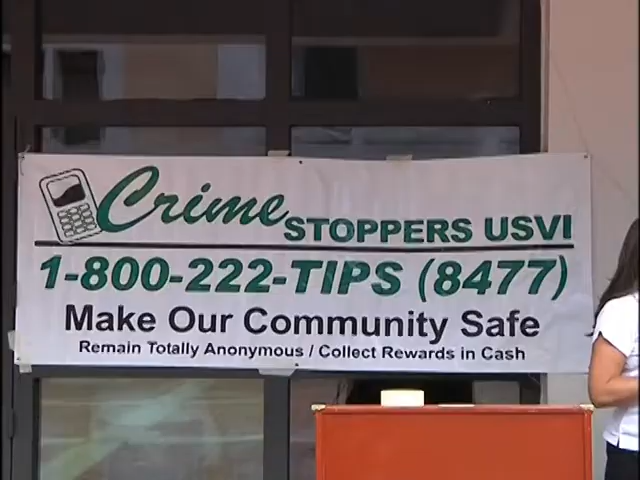 Crime STOPPERS USVI
1-800-222-TIPS (8477)
Make Our Community Safe
Remain Totally Anonymous / Collect Rewards in Cash